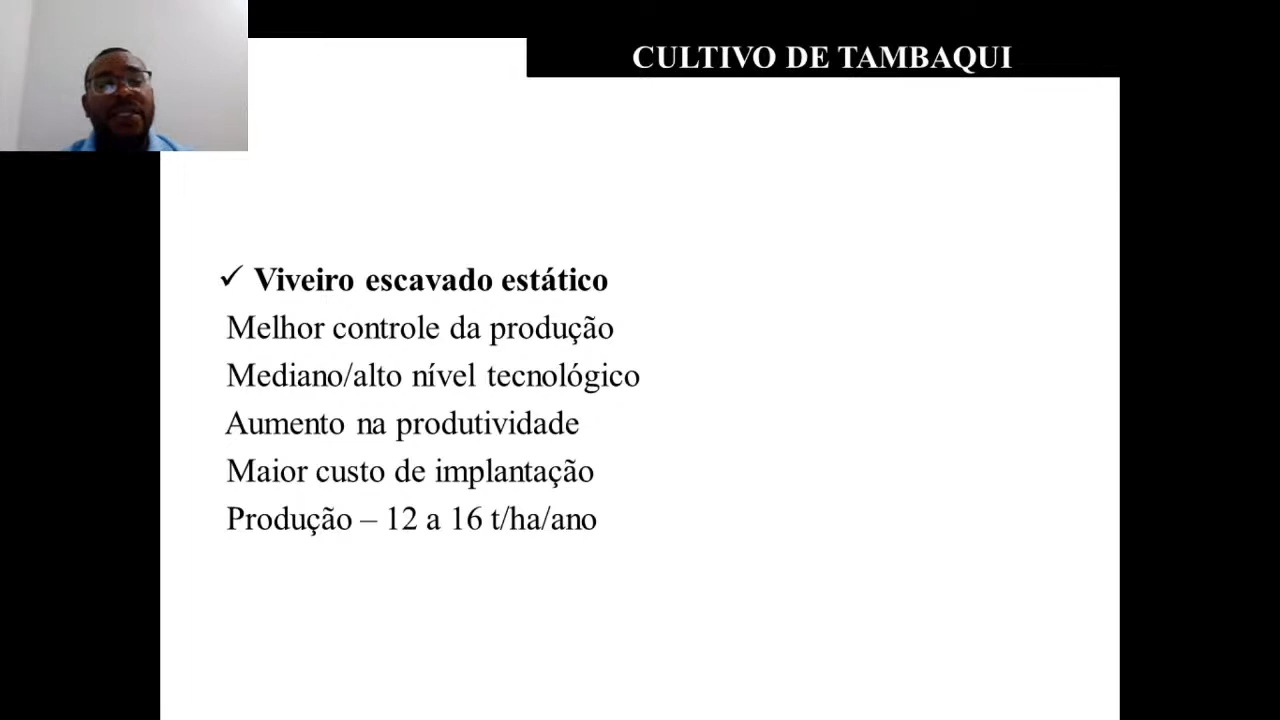 CULTIVO DE TAMBAQUI
✓ Viveiro escavado estático
Melhor controle da produção
Mediano/alto nível tecnológico
Aumento na produtividade
Maior custo de implantação
Produção – 12 a 16 t/ha/ano